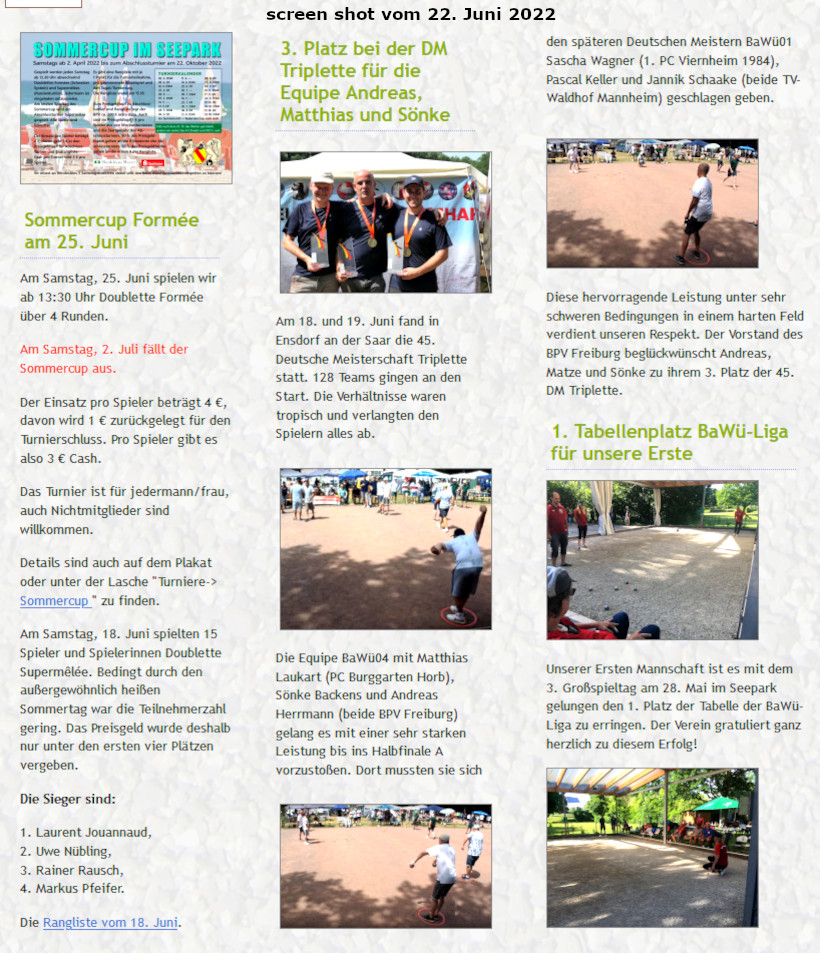 screen shot vom 22. Juni 2022
SOMMERCUP IM SEEPARK
Samstags ab 2. April 2022 bis zum Abschlussturnier am 22. Oktober 2022
Sommercup Formée
am 25. Juni
Am Samstag, 25. Juni spielen wir
ab 13:30 Uhr Doublette Formée
über 4 Runden.
Am Samstag, 2. Juli fällt der
Sommercup aus.
Der Einsatz pro Spieler beträgt 4 €,
davon wird 1 € zurückgelegt für den
Turnierschluss. Pro Spieler gibt es
also 3 € Cash.
Das Turnier ist für jedermann/frau,
auch Nichtmitglieder sind
willkommen.
Details sind auch auf dem Plakat
oder unter der Lasche "Turniere->
Sommercup " zu finden.
Am Samstag, 18. Juni spielten 15
Spieler und Spielerinnen Doublette
Supermêlée. Bedingt durch den
außergewöhnlich heißen
Sommertag war die Teilnehmerzahl
gering. Das Preisgeld wurde deshalb
nur unter den ersten vier Plätzen
vergeben.
Die Sieger sind:
1. Laurent Jouannaud,
2. Uwe Nübling,
3. Rainer Rausch,
4. Markus Pfeifer.
Die Rangliste vom 18. Juni.
3. Platz bei der DM
Triplette für die
Equipe Andreas,
Matthias und Sönke
Am 18. und 19. Juni fand in
Ensdorf an der Saar die 45.
Deutsche Meisterschaft Triplette
statt. 128 Teams gingen an den
Start. Die Verhältnisse waren
tropisch und verlangten den
Spielern alles ab.
Die Equipe BaWü04 mit Matthias
Laukart (PC Burggarten Horb),
Sönke Backens und Andreas
Herrmann (beide BPV Freiburg)
gelang es mit einer sehr starken
Leistung bis ins Halbfinale A
vorzustoßen. Dort mussten sie sich
den späteren Deutschen Meistern BaWü01
Sascha Wagner (1. PC Viernheim 1984),
Pascal Keller und Jannik Schaake (beide TV-
Waldhof Mannheim) geschlagen geben.
Diese hervorragende Leistung unter sehr
schweren Bedingungen in einem harten Feld
verdient unseren Respekt. Der Vorstand des
BPV Freiburg beglückwünscht Andreas,
Matze und Sönke zu ihrem 3. Platz der 45.
DM Triplette.
1. Tabellenplatz BaWü-Liga
für unsere Erste
Unserer Ersten Mannschaft ist es mit dem
3. Großspieltag am 28. Mai im Seepark
gelungen den 1. Platz der Tabelle der BaWü-
Liga zu erringen. Der Verein gratuliert ganz
herzlich zu diesem Erfolg!